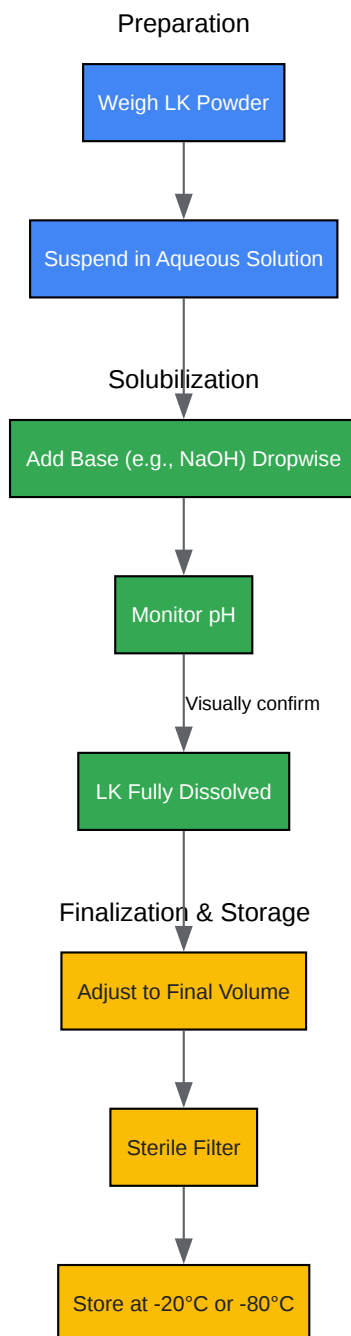 Preparation
Weigh LK Powder
Suspend in Aqueous Solution
Solubilization
Add Base (e.g., NaOH) Dropwise
Monitor pH
Visually confirm
LK Fully Dissolved
Finalization & Storage
Adjust to Final Volume
Sterile Filter
Store at -20°C or -80°C